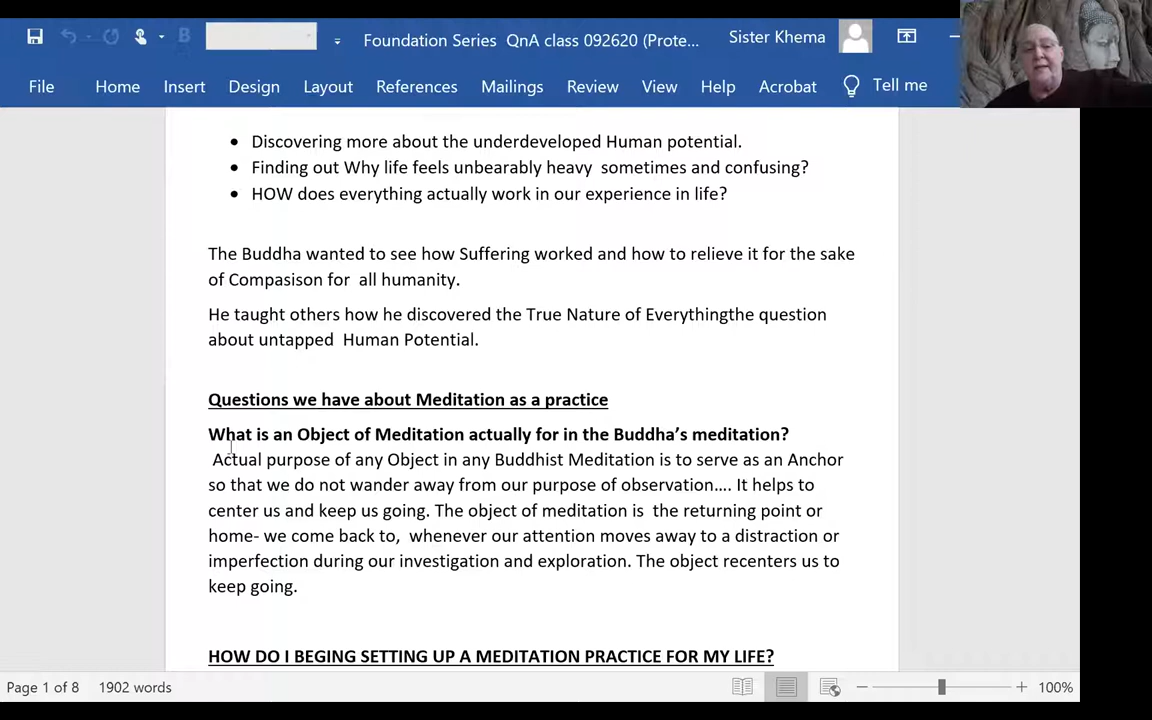 B
Foundation Series QnA class 092620 (Prote...
Sister Khema
File Home Insert Design Layout References Mailings Review View Help Acrobat Tell me
• Discovering more about the underdeveloped Human potential.
• Finding out Why life feels unbearably heavy sometimes and confusing?
• HOW does everything actually work in our experience in life?
The Buddha wanted to see how Suffering worked and how to relieve it for the sake
of Compasison for all humanity.
He taught others how he discovered the True Nature of Everythingthe question
about untapped Human Potential.
Questions we have about Meditation as a practice
What is an Object of Meditation actually for in the Buddha's meditation?
Actual purpose of any Object in any Buddhist Meditation is to serve as an Anchor
so that we do not wander away from our purpose of observation.... It helps to
center us and keep us going. The object of meditation is the returning point or
home- we come back to, whenever our attention moves away to a distraction or
imperfection during our investigation and exploration. The object recenters us to
keep going.
HOW DO I BEGING SETTING UP A MEDITATION PRACTICE FOR MY LIFE?
Page 1 of 8 1902 words 100%